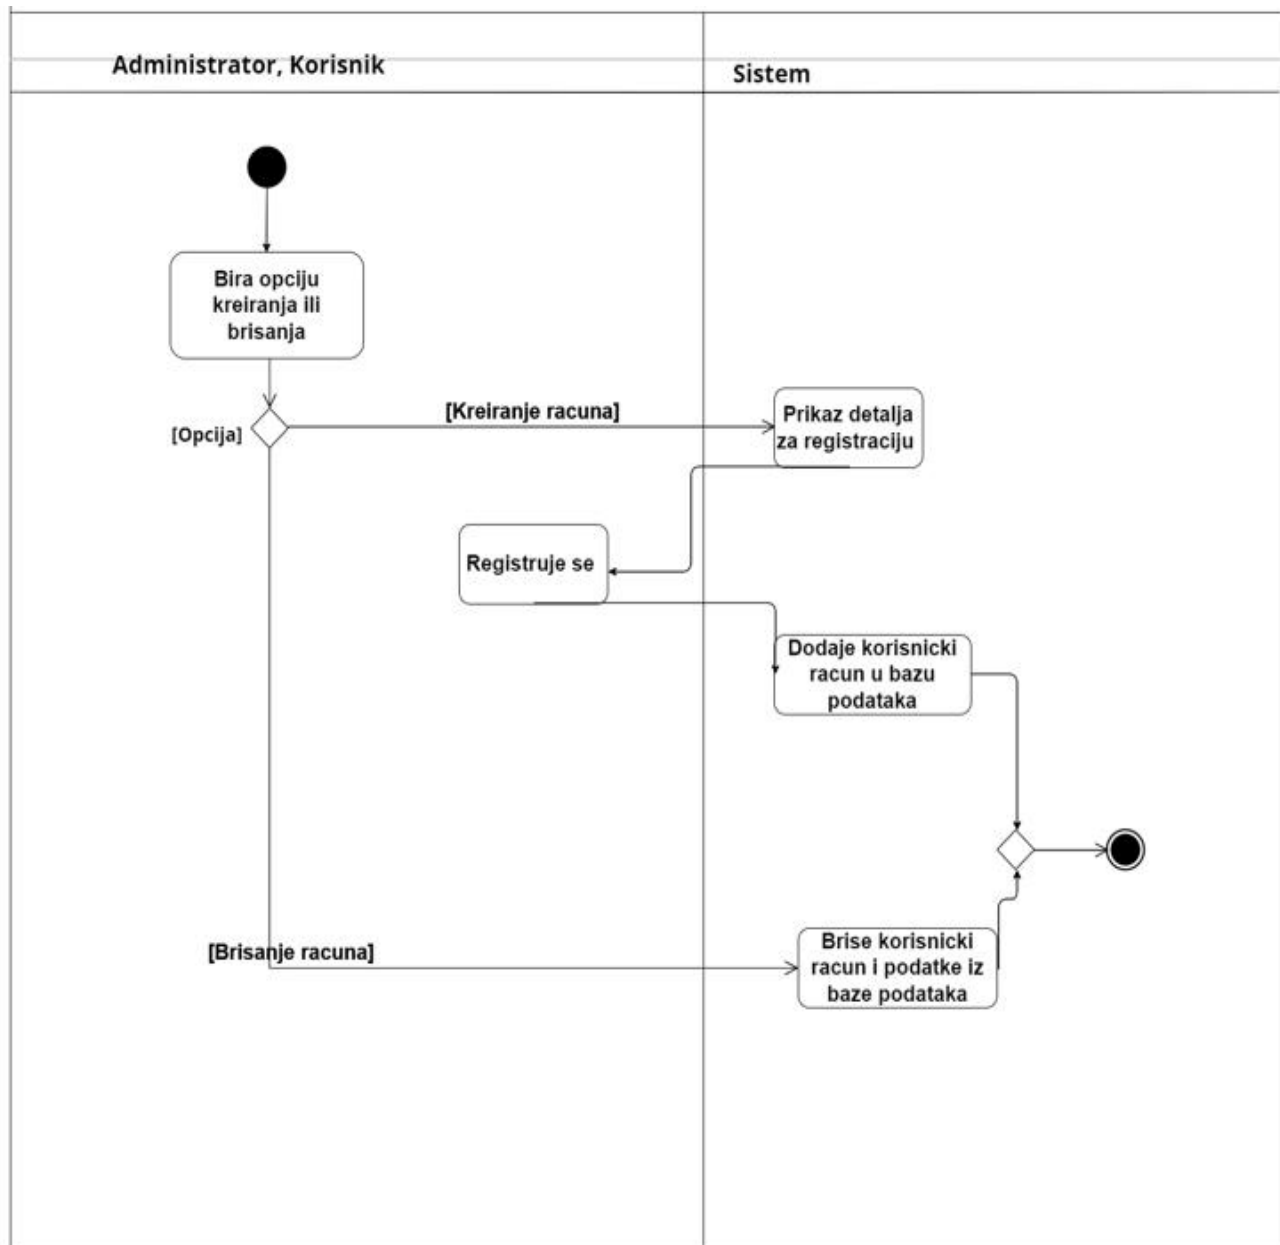 Administrator, Korisnik
Sistem
Bira opciju
kreiranja ili
brisanja
[Opcija]
[Kreiranje racuna]
Prikaz detalja
za registraciju
Registruje se
Dodaje korisnicki
racun u bazu
podataka
[Brisanje racuna]
Brise korisnicki
racun i podatke iz
baze podataka